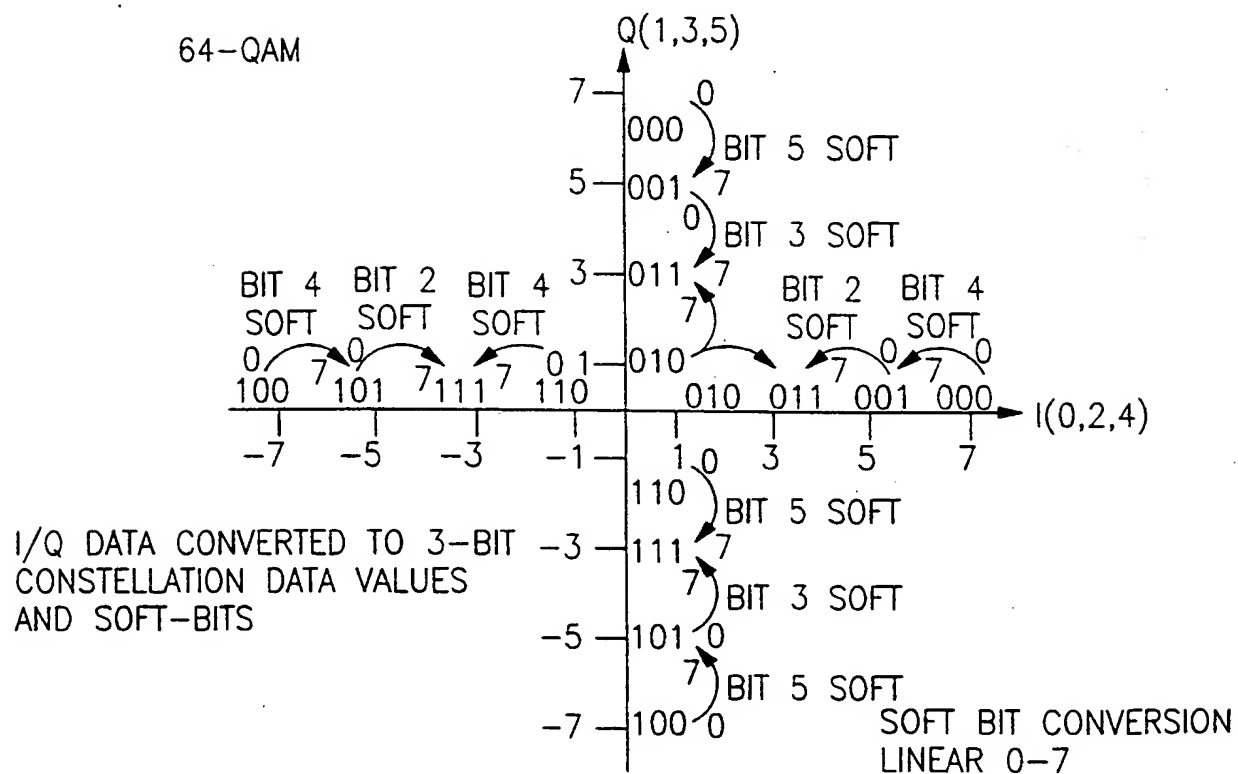 64-QAM
Q(1,3,5)
7
0
000
BIT 5 SOFT
5
001
7
0
BIT 3 SOFT
3
011
7
7
BIT 4
SOFT
BIT 2
SOFT
BIT 4
SOFT
BIT 2
SOFT
BIT 4
SOFT
0
7
0
7
7
0
1
010
7
0
7
0
100
101
111
110
010
011
001
000
I(0,2,4)
-7
-5
-3
-1
-1
1
0
3
5
7
110
BIT 5 SOFT
I/Q DATA CONVERTED TO 3-BIT
CONSTELLATION DATA VALUES
AND SOFT-BITS
-3
111
7
7
BIT 3 SOFT
-5
101
0
7
BIT 5 SOFT
-7
100
0
SOFT BIT CONVERSION
LINEAR 0-7